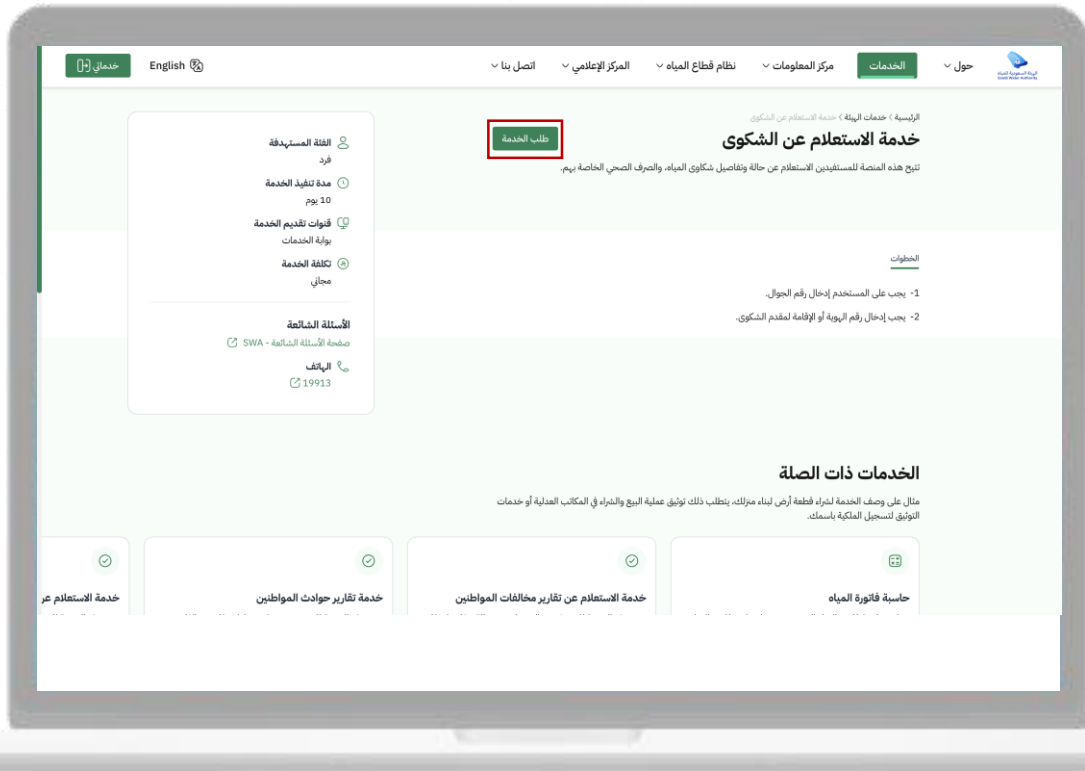 حول
الخدمات
مركز المعلومات
نظام قطاع المياه
المركز الإعلامي
اتصل بنا
English
خدماتي
الرئيسية > خدمات الهيئة > خدمة الاستعلام عن الشكوى
خدمة الاستعلام عن الشكوى
طلب الخدمة
تتيح هذه المنصة للمستفيدين الاستعلام عن حالة وتفاصيل شكاوى المياه، والصرف الصحي الخاصة بهم.
الفئة المستهدفة
فرد
مدة تنفيذ الخدمة
10 يوم
قنوات تقديم الخدمة
بوابة الخدمات
تكلفة الخدمة
مجاني
الأسئلة الشائعة
صفحة الأسئلة الشائعة - SWA
الهاتف
19913
الخطوات
1- يجب على المستخدم إدخال رقم الجوال.
2- يجب إدخال رقم الهوية أو الإقامة لمقدم الشكوى.
الخدمات ذات الصلة
مثال على وصف الخدمة لشراء قطعة أرض لبناء منزلك، يتطلب ذلك توثيق عملية البيع والشراء في المكاتب العدلية أو خدمات
التوثيق لتسجيل الملكية باسمك.
حاسبة فاتورة المياه
خدمة الاستعلام عن تقارير مخالفات المواطنين
خدمة تقارير حوادث المواطنين
خدمة الاستعلام عن